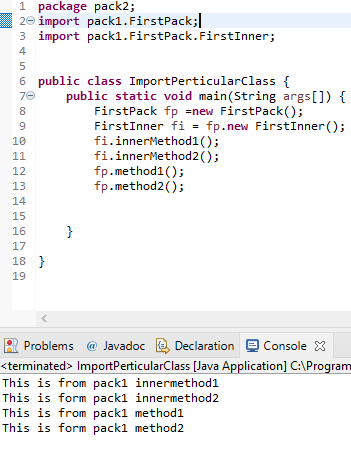 1 package pack2;
2 import pack1.FirstPack;
3 import pack1.FirstPack.FirstInner;
4
5
6 public class ImportPerticularClass {
7 public static void main(String args[]) {
8 FirstPack fp =new FirstPack();
9 FirstInner fi = fp.new FirstInner();
10 fi.innerMethod1();
11 fi.innerMethod2();
12 fp.method1();
13 fp.method2();
14
15
16 }
17
18 }
19
Problems @ Javadoc Declaration Console
<terminated> ImportPerticularClass [Java Application] C:\Program
This is from pack1 innermethod1
This is form pack1 innermethod2
This is from pack1 method1
This is form pack1 method2